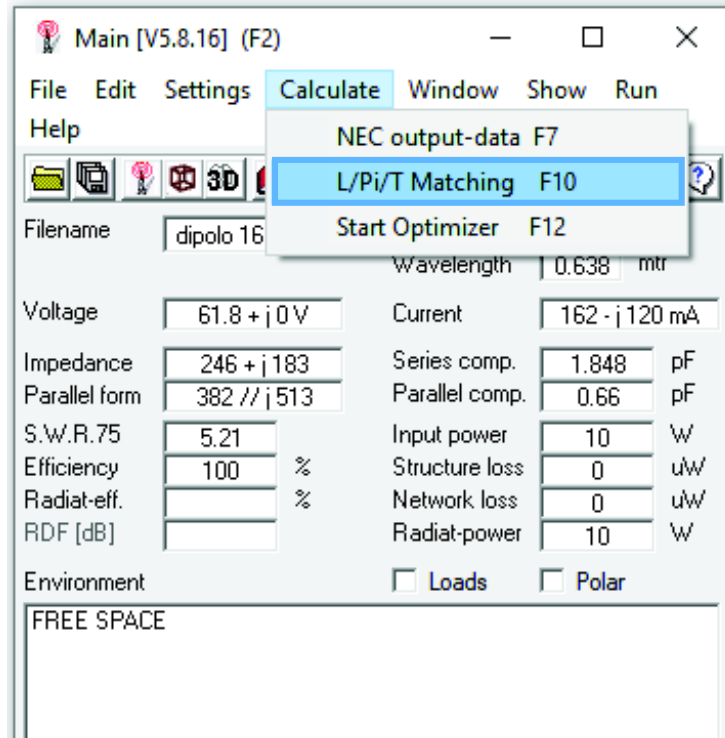 Main [V5.8.16] (F2)
File Edit Settings Calculate Window Show Run
Help
NEC output-data F7
L/Pi/T Matching F10
Start Optimizer F12
3D
Filename dipolo 16
Wavelength 0.638 mtr
Voltage 61.8 + j 0 V Current 162 - j 120 mA
Impedance 246 + j 183 Series comp. 1.848 pF
Parallel form 382 // j 513 Parallel comp. 0.66 pF
S.W.R.75 5.21 Input power 10 W
Efficiency 100 % Structure loss 0 uW
Radiat-eff. % Network loss 0 uW
RDF [dB] Radiat-power 10 W
Environment Loads Polar
FREE SPACE